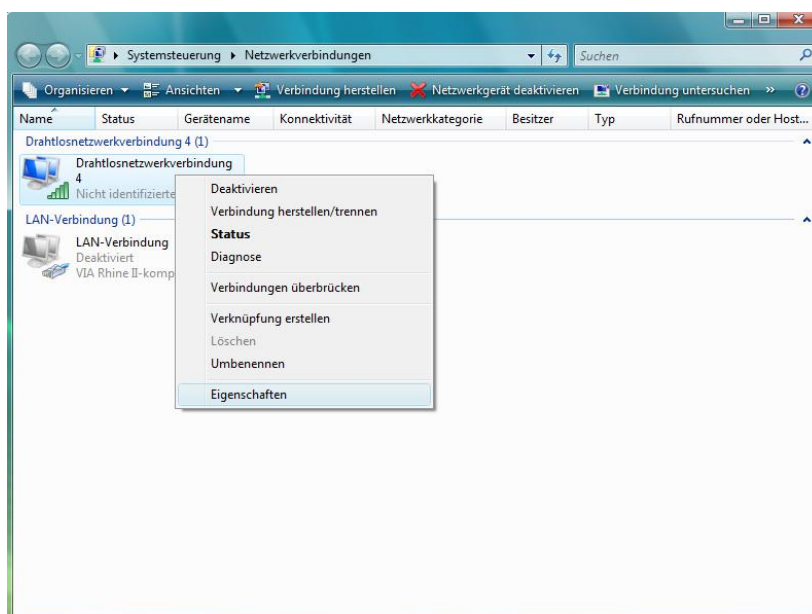 Systemsteuerung Netzwerkverbindungen Suchen
Organisieren Ansichten Verbindung herstellen Netzwerkgerät deaktivieren Verbindung untersuchen »
Name Status Gerätename Konnektivität Netzwerkkategorie Besitzer Typ Rufnummer oder Host...
Drahtlosnetzwerkverbindung 4 (1)
Drahtlosnetzwerkverbindung
4
Nicht identifizierte
LAN-Verbindung (1)
LAN-Verbindung
Deaktiviert
VIA Rhine II-komp
Deaktivieren
Verbindung herstellen/trennen
Status
Diagnose
Verbindungen überbrücken
Verknüpfung erstellen
Löschen
Umbenennen
Eigenschaften